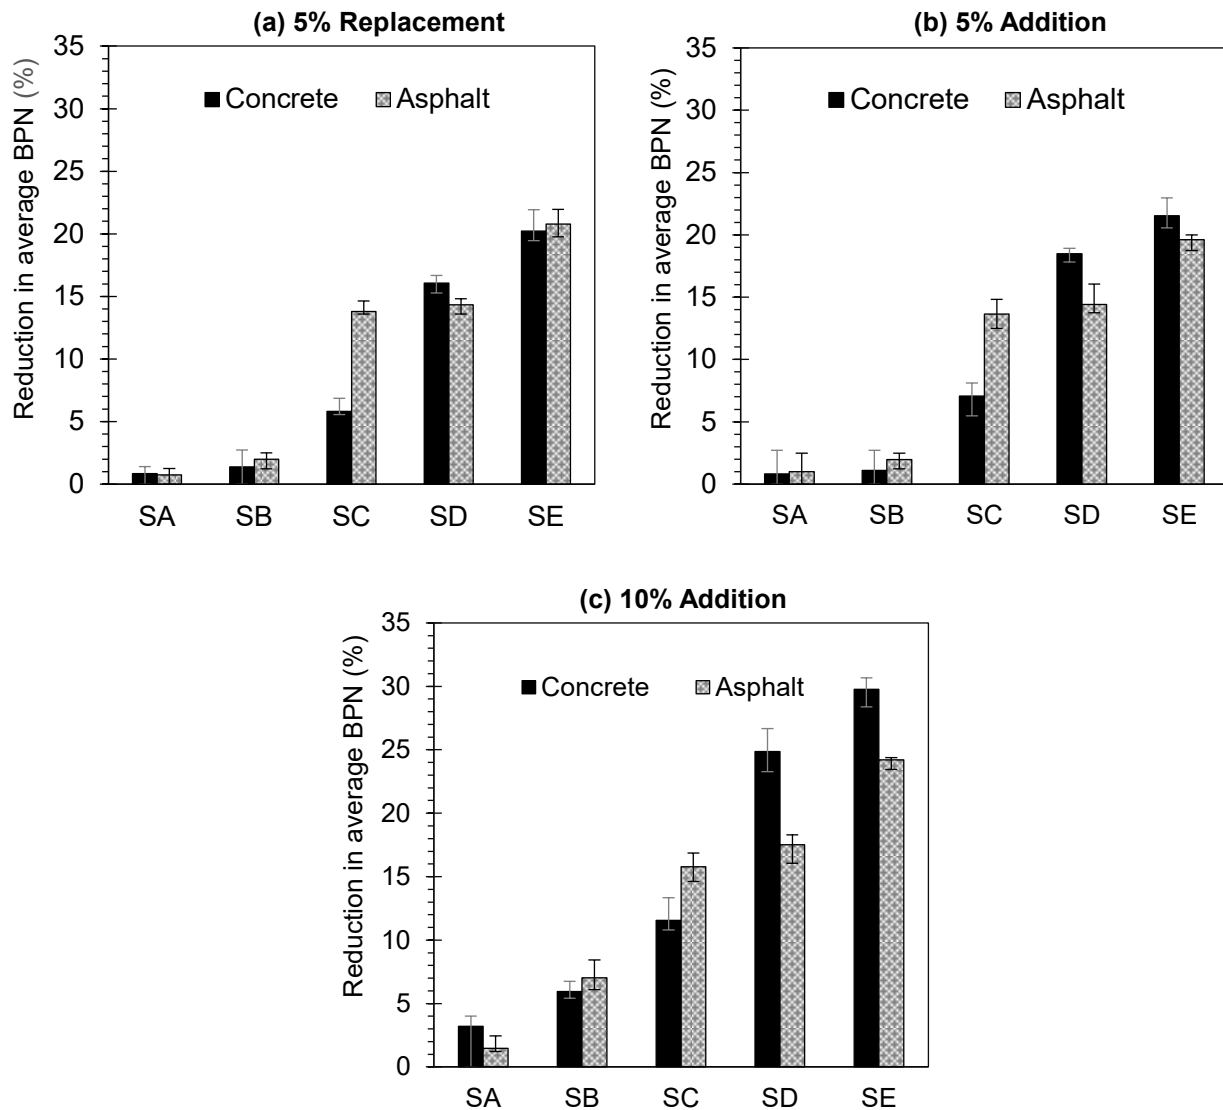 (a) 5% Replacement
Reduction in average BPN (%)
35
30
25
20
15
10
5
0
Concrete
Asphalt
SA SB SC SD SE
(b) 5% Addition
Reduction in average BPN (%)
35
30
25
20
15
10
5
0
Concrete
Asphalt
SA SB SC SD SE
(c) 10% Addition
Reduction in average BPN (%)
35
30
25
20
15
10
5
0
Concrete
Asphalt
SA SB SC SD SE